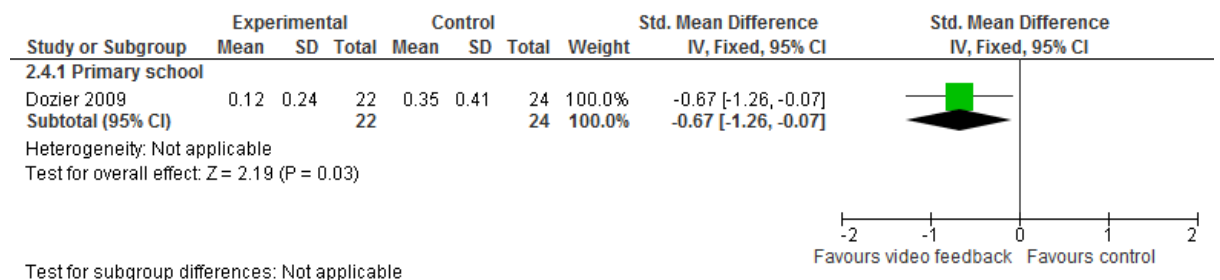 Experimental Control Std. Mean Difference Std. Mean Difference
Study or Subgroup Mean SD Total Mean SD Total Weight IV, Fixed, 95% CI IV, Fixed, 95% CI
2.4.1 Primary school
Dozier 2009 0.12 0.24 22 0.35 0.41 24 100.0% -0.67 [-1.26, -0.07]
Subtotal (95% CI) 22 24 100.0% -0.67 [-1.26, -0.07]
Heterogeneity: Not applicable
Test for overall effect: Z = 2.19 (P = 0.03)
-2 -1 0 1 2
Favours video feedback Favours control
Test for subgroup differences: Not applicable